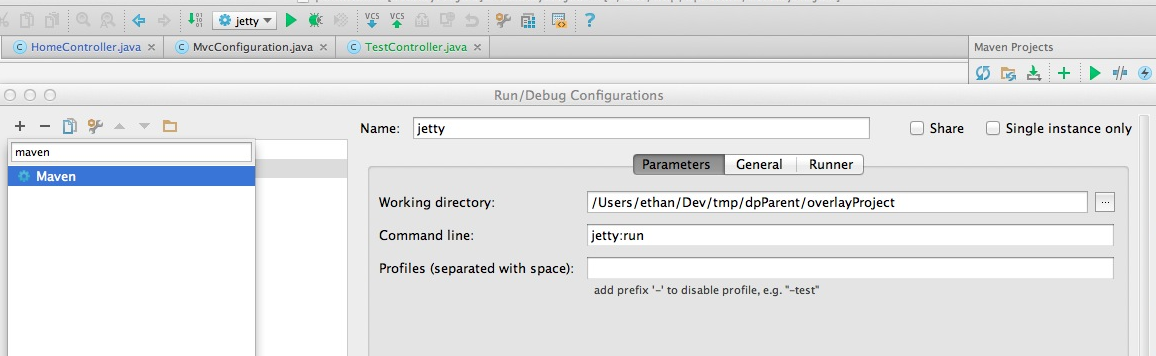 jetty
VCS VCS
HomeController.java MvcConfiguration.java TestController.java Maven Projects
Run/Debug Configurations
Name: jetty Share Single instance only
maven
Maven
Parameters General Runner
Working directory: /Users/ethan/Dev/tmp/dpParent/overlayProject ...
Command line: jetty:run
Profiles (separated with space):
add prefix '-' to disable profile, e.g. "-test"